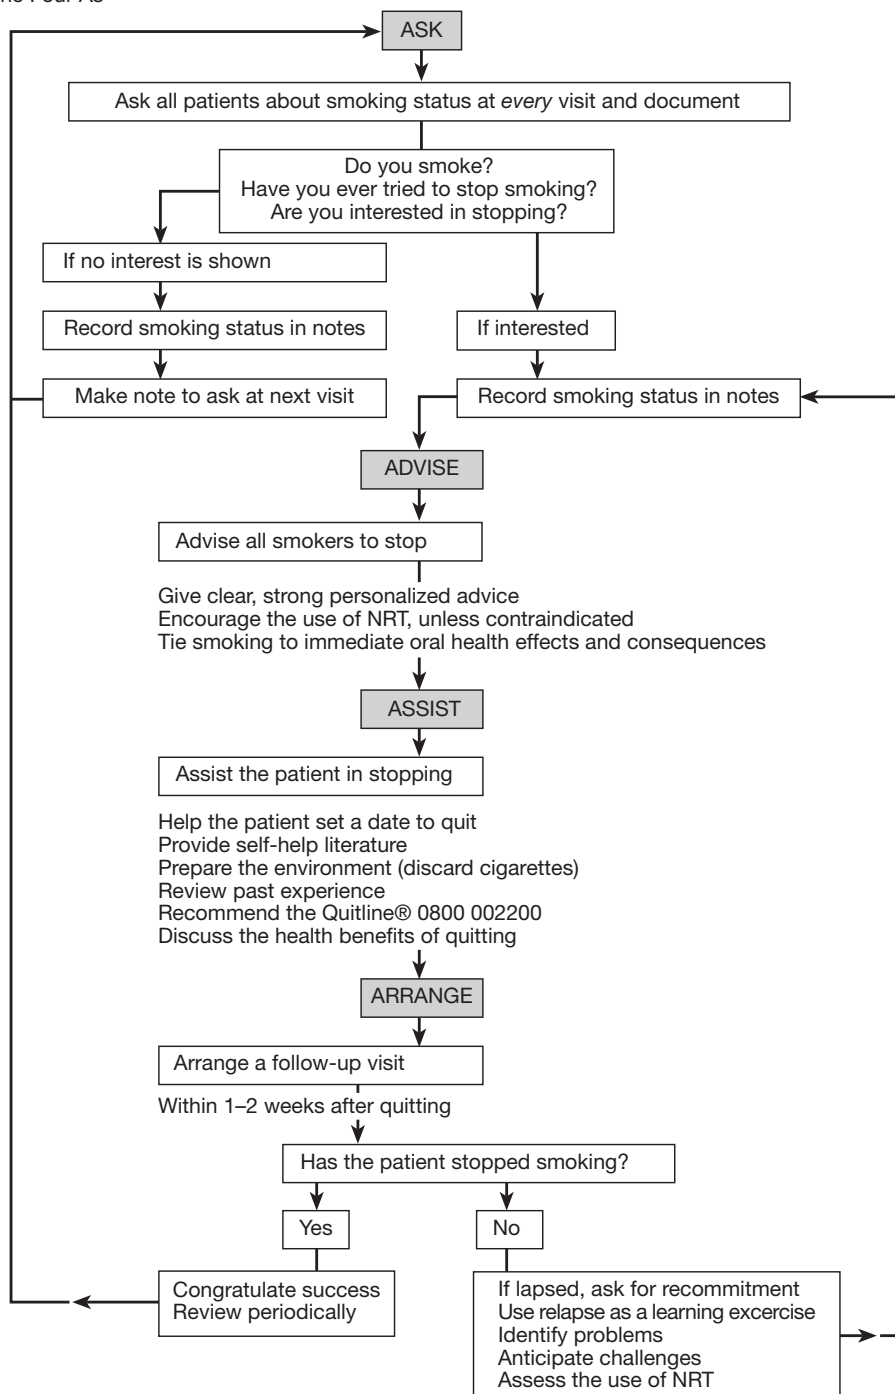 Four As
ASK
Ask all patients about smoking status at every visit and document
Do you smoke?
Have you ever tried to stop smoking?
Are you interested in stopping?
If no interest is shown
Record smoking status in notes
Make note to ask at next visit
If interested
Record smoking status in notes
ADVISE
Advise all smokers to stop
Give clear, strong personalized advice
Encourage the use of NRT, unless contraindicated
Tie smoking to immediate oral health effects and consequences
ASSIST
Assist the patient in stopping
Help the patient set a date to quit
Provide self-help literature
Prepare the environment (discard cigarettes)
Review past experience
Recommend the Quitline® 0800 002200
Discuss the health benefits of quitting
ARRANGE
Arrange a follow-up visit
Within 1–2 weeks after quitting
Has the patient stopped smoking?
Yes
No
Congratulate success
Review periodically
If lapsed, ask for recommitment
Use relapse as a learning excercise
Identify problems
Anticipate challenges
Assess the use of NRT